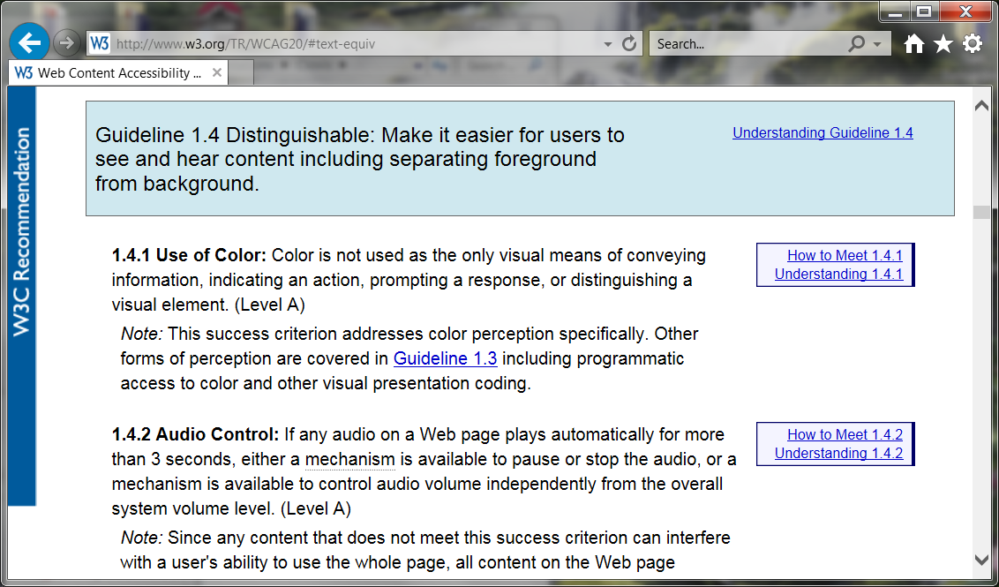 W3 http://www.w3.org/TR/WCAG20/#text-equiv
Search...
W3 Web Content Accessibility ...
W3C Recommendation
Guideline 1.4 Distinguishable: Make it easier for users to
see and hear content including separating foreground
from background.
Understanding Guideline 1.4
1.4.1 Use of Color: Color is not used as the only visual means of conveying
information, indicating an action, prompting a response, or distinguishing a
visual element. (Level A)
How to Meet 1.4.1
Understanding 1.4.1
Note: This success criterion addresses color perception specifically. Other
forms of perception are covered in Guideline 1.3 including programmatic
access to color and other visual presentation coding.
1.4.2 Audio Control: If any audio on a Web page plays automatically for more
than 3 seconds, either a mechanism is available to pause or stop the audio, or a
mechanism is available to control audio volume independently from the overall
system volume level. (Level A)
How to Meet 1.4.2
Understanding 1.4.2
Note: Since any content that does not meet this success criterion can interfere
with a user's ability to use the whole page, all content on the Web page